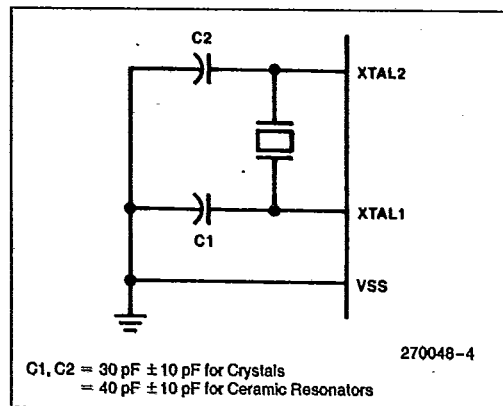 C2
XTAL2
XTAL1
C1
VSS
270048-4
C1, C2 = 30 pF ±10 pF for Crystals
= 40 pF ±10 pF for Ceramic Resonators